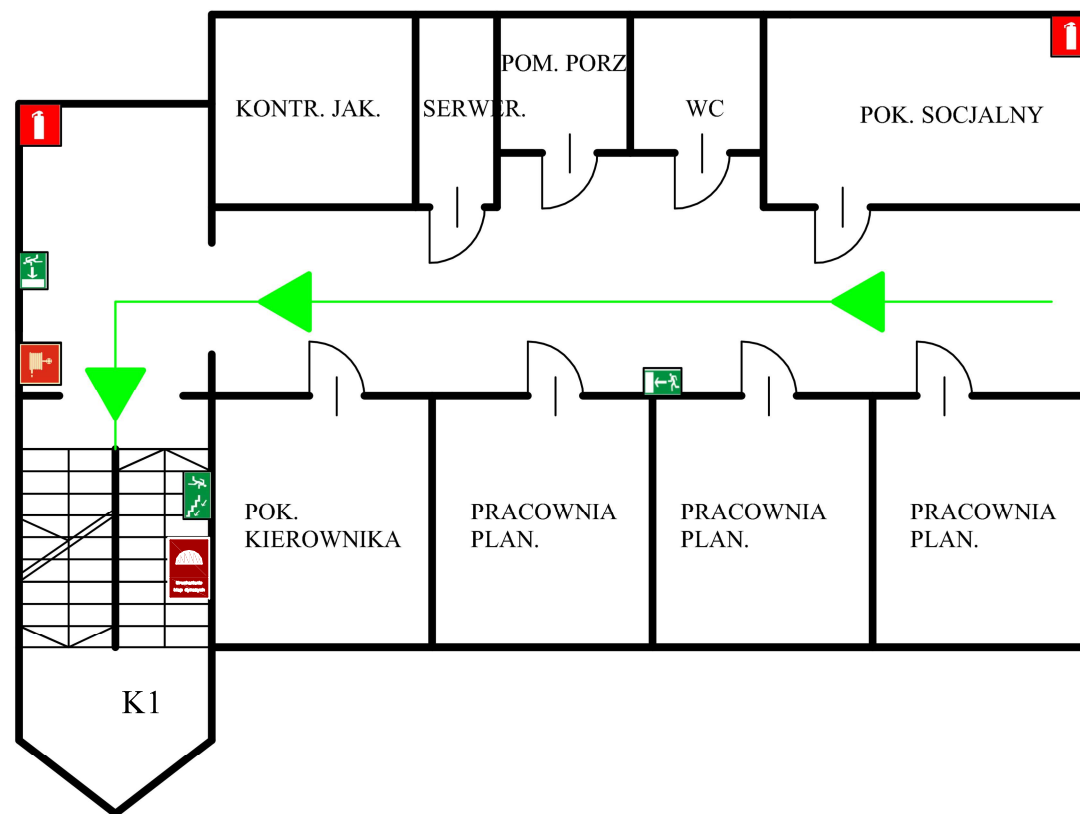 POM. PORZ
KONTR. JAK.
SERWER.
WC
POK. SOCJALNY
POK.
KIEROWNIKA
PRACOWNIA
PLAN.
PRACOWNIA
PLAN.
PRACOWNIA
PLAN.
K1